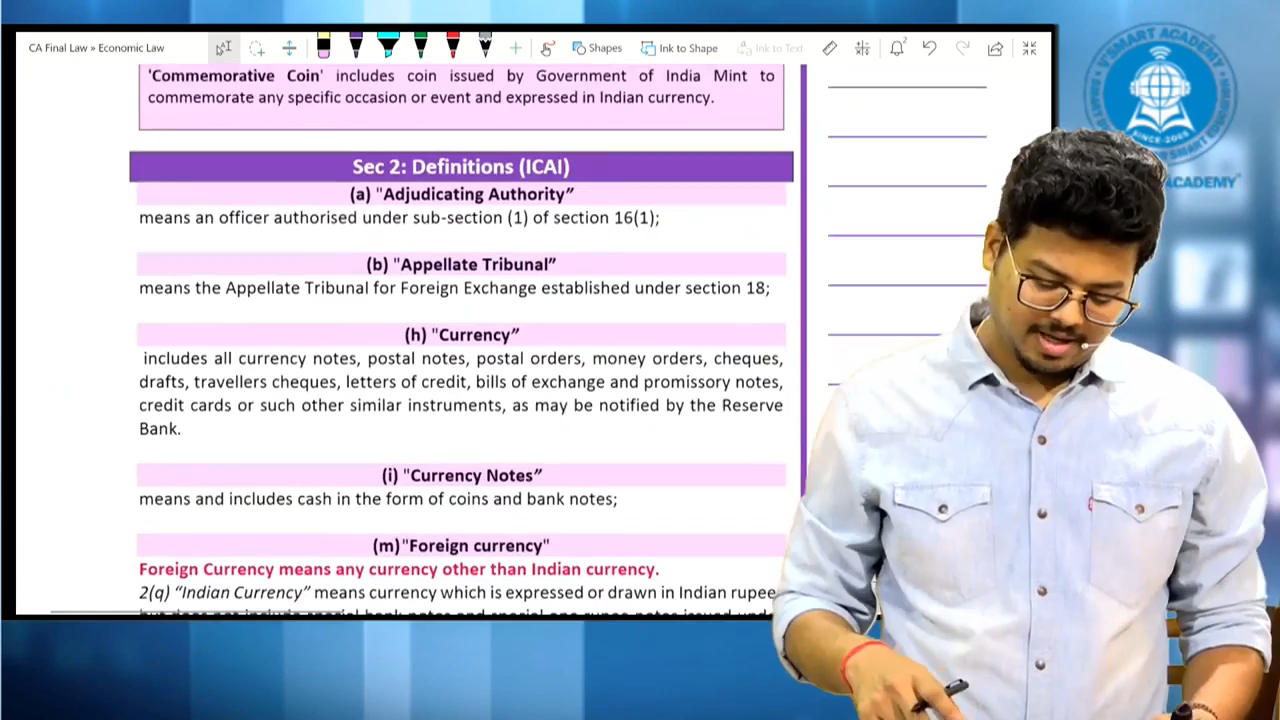 CA Final Law » Economic Law
Shapes
Ink to Shape
Ink to Text
'Commemorative Coin' includes coin issued by Government of India Mint to
commemorate any specific occasion or event and expressed in Indian currency.
Sec 2: Definitions (ICAI)
(a) "Adjudicating Authority”
means an officer authorised under sub-section (1) of section 16(1);
(b) "Appellate Tribunal”
means the Appellate Tribunal for Foreign Exchange established under section 18;
(h) "Currency”
includes all currency notes, postal notes, postal orders, money orders, cheques,
drafts, travellers cheques, letters of credit, bills of exchange and promissory notes,
credit cards or such other similar instruments, as may be notified by the Reserve
Bank.
(i) "Currency Notes”
means and includes cash in the form of coins and bank notes;
(m)"Foreign currency"
Foreign Currency means any currency other than Indian currency.
2(q) “Indian Currency” means currency which is expressed or drawn in Indian rupee
V'SMART ACADEMY
SINCE-2008
ACADEMY